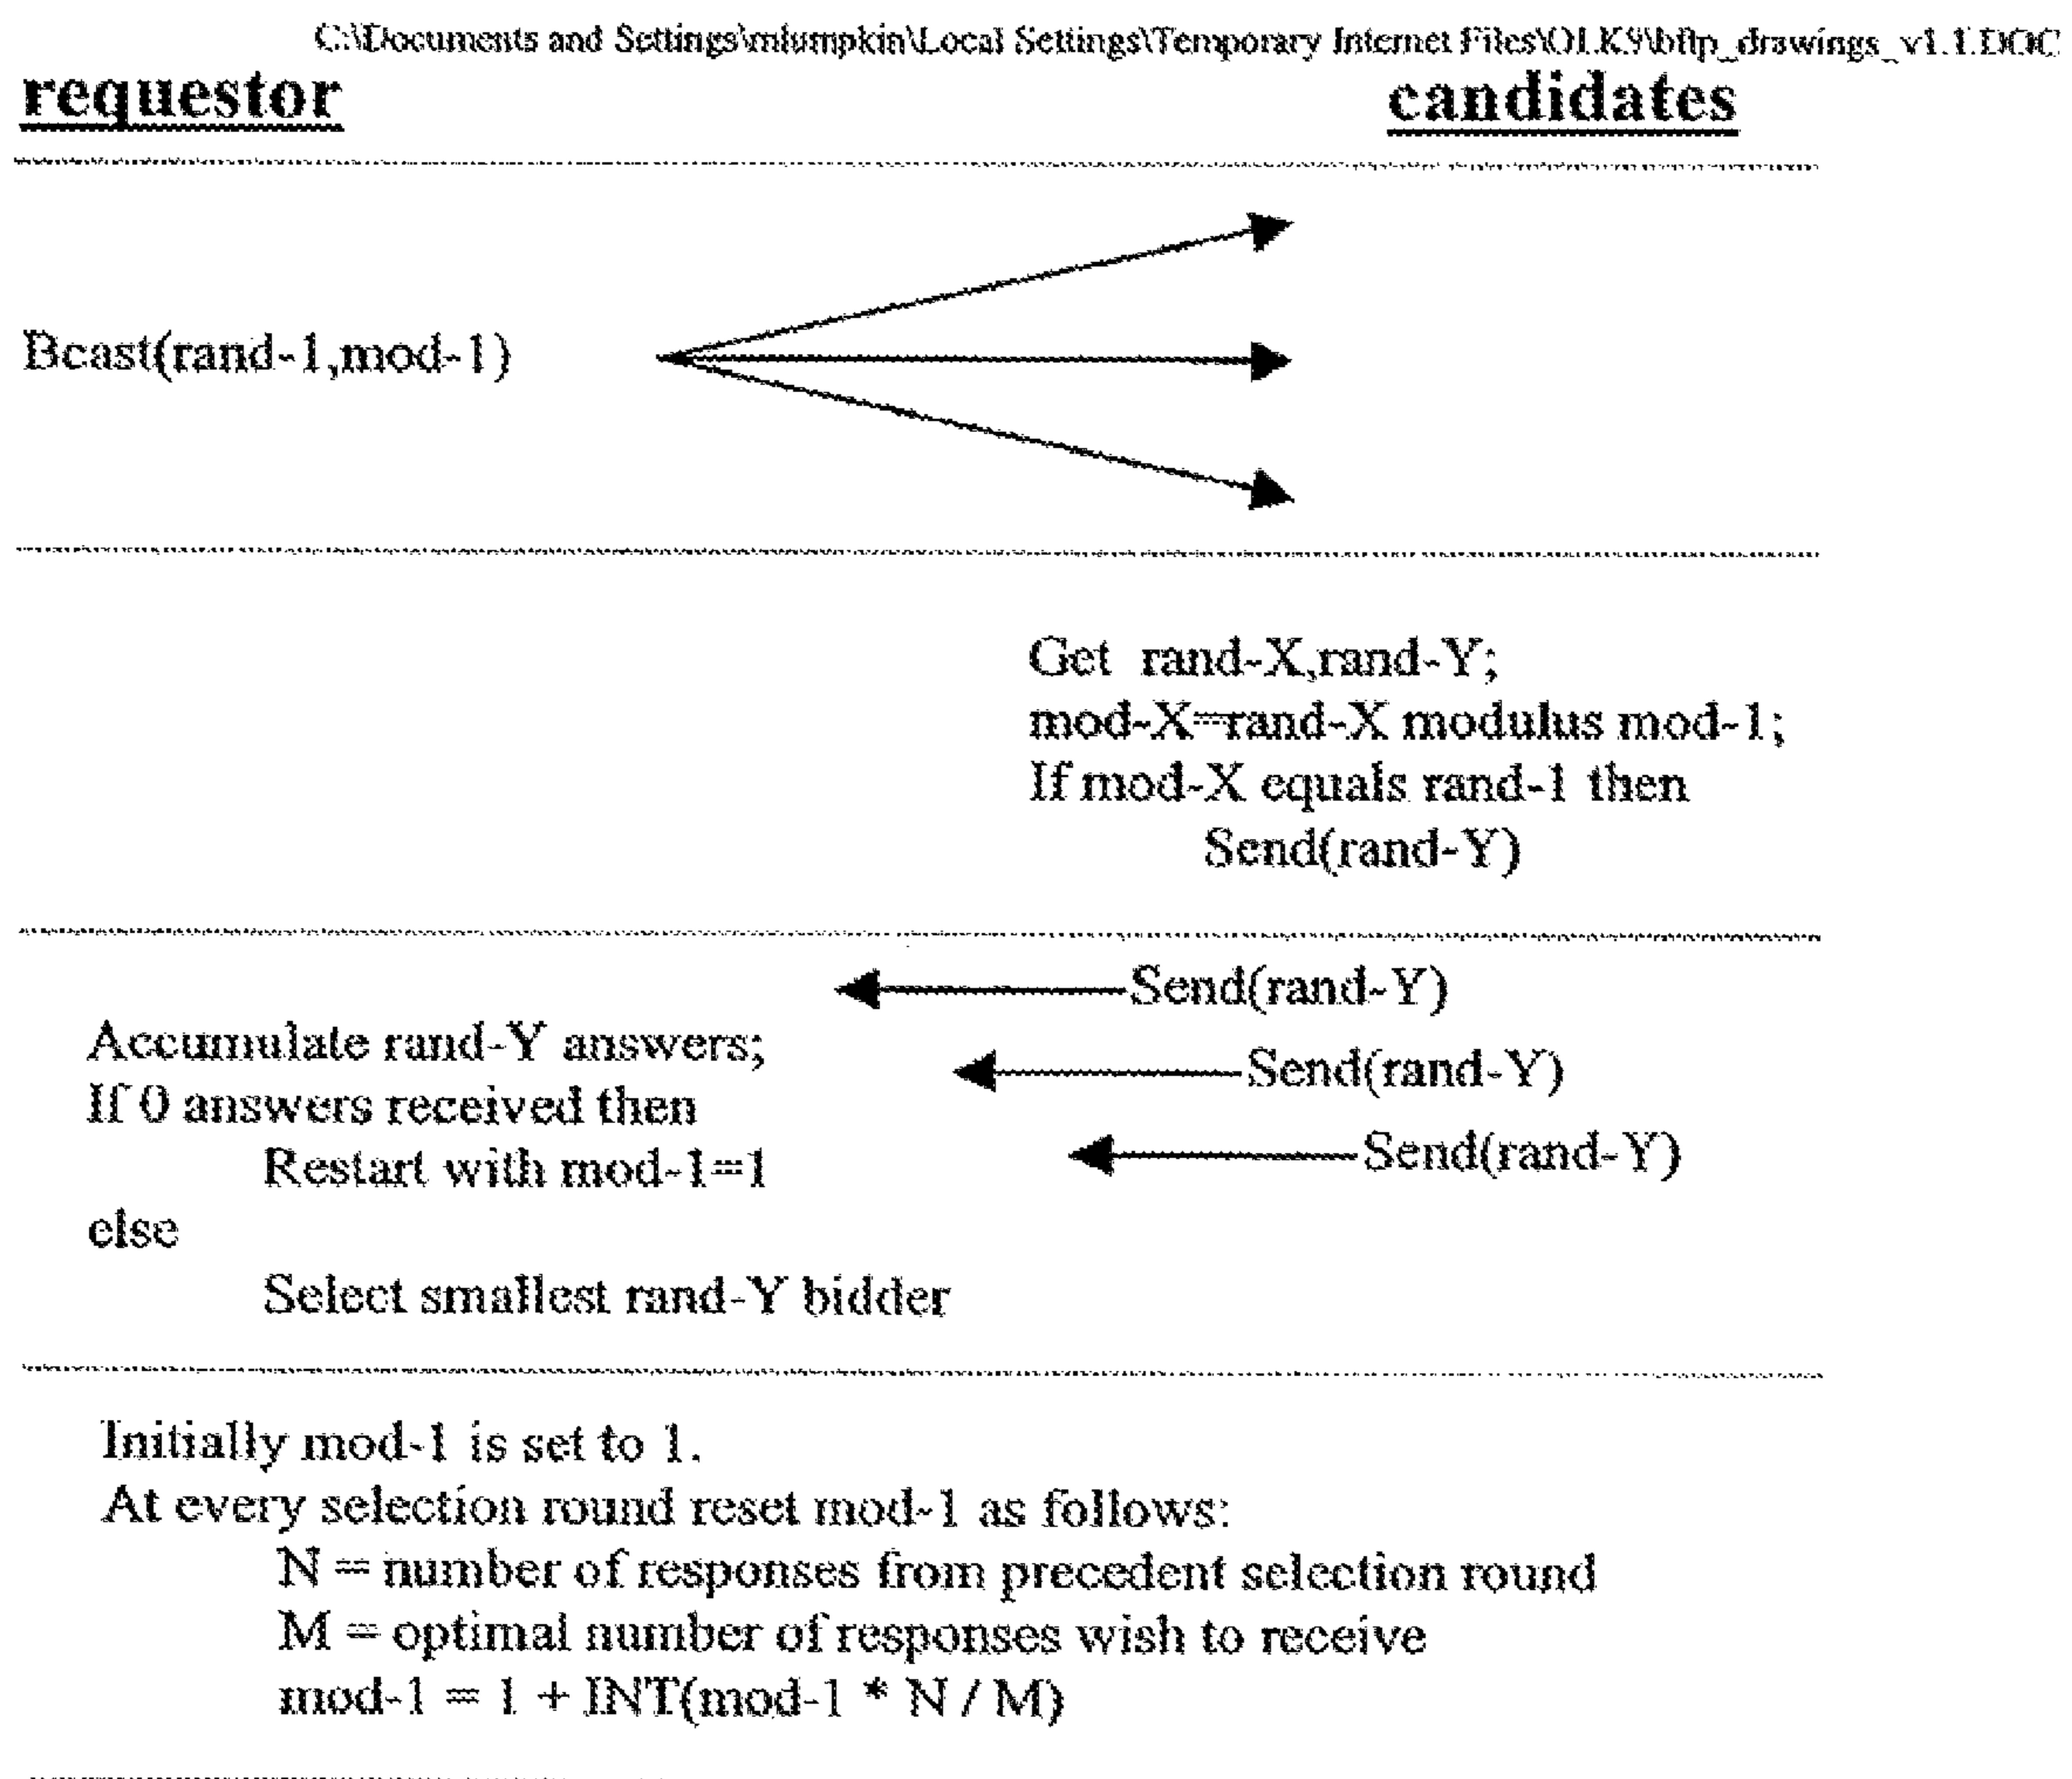 C:\Documents and Settings\mlumpkin\Local Settings\Temporary Internet Files\OLK9\bftp_drawings_v1.1.DOC
requestor candidates
Bcast(rand-1,mod-1)
Get rand-X,rand-Y;
mod-X=rand-X modulus mod-1;
If mod-X equals rand-1 then
Send(rand-Y)
Send(rand-Y)
Accumulate rand-Y answers;
Send(rand-Y)
If 0 answers received then
Send(rand-Y)
Restart with mod-1=1
else
Select smallest rand-Y bidder
Initially mod-1 is set to 1.
At every selection round reset mod-1 as follows:
N = number of responses from precedent selection round
M = optimal number of responses wish to receive
mod-1 = 1 + INT(mod-1 * N / M)